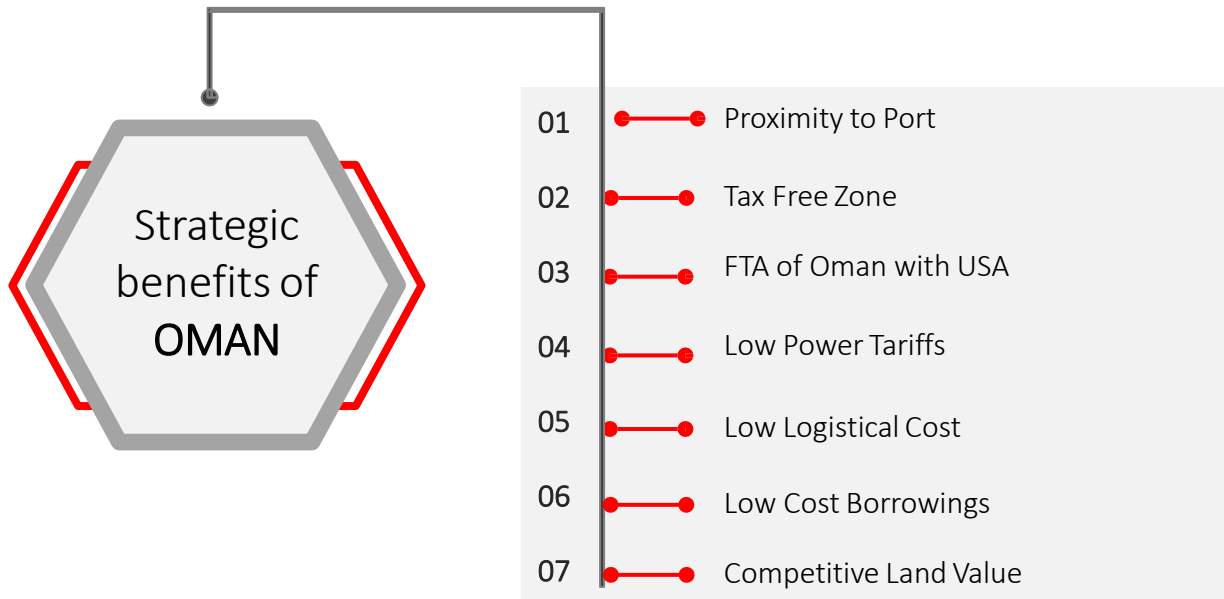 Strategic
benefits of
OMAN
01 Proximity to Port
02 Tax Free Zone
03 FTA of Oman with USA
04 Low Power Tariffs
05 Low Logistical Cost
06 Low Cost Borrowings
07 Competitive Land Value